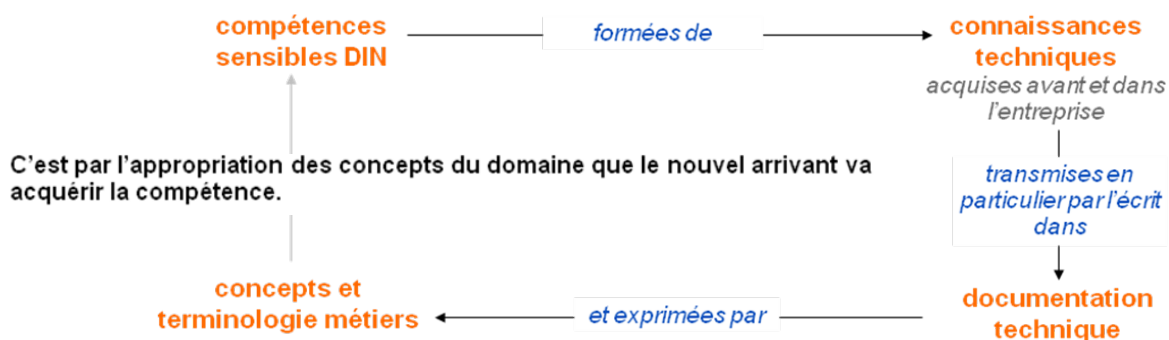 compétences
sensibles DIN
formées de
connaissances
techniques
acquises avant et dans
l'entreprise
C'est par l'appropriation des concepts du domaine que le nouvel arrivant va
acquérir la compétence.
transmises en
particulier par l'écrit
dans
concepts et
terminologie métiers
et exprimées par
documentation
technique